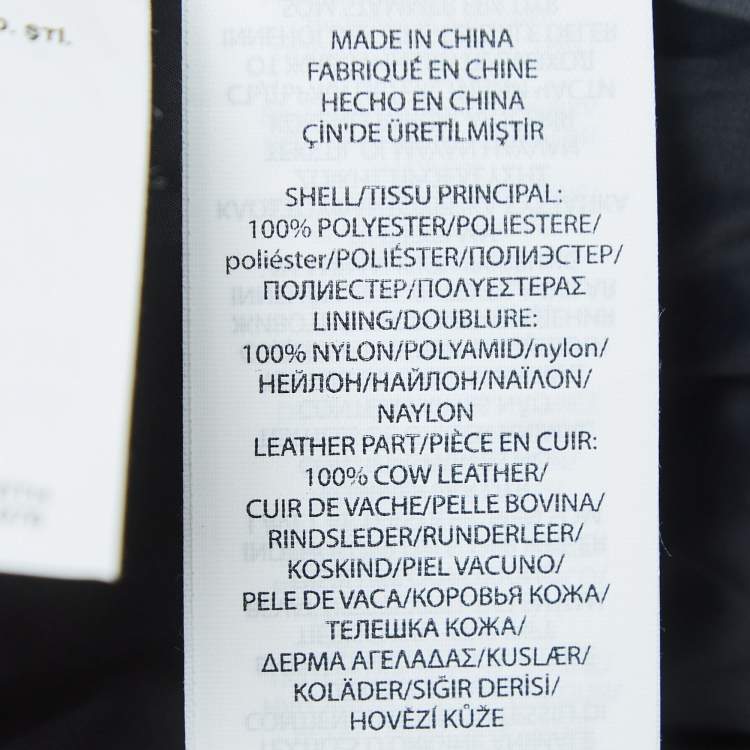 ŞTİ.
MADE IN CHINA
FABRIQUÉ EN CHINE
HECHO EN CHINA
ÇİN'DE ÜRETİLMİŞTİR
SHELL/TISSU PRINCIPAL:
100% POLYESTER/POLIESTERE/
poliéster/POLIÉSTER/ПОЛИЭСТЕР/
ПОЛИЕСТЕР/ΠΟΛΥΕΣΤΕΡΑΣ
LINING/DOUBLURE:
100% NYLON/POLYAMID/nylon/
НЕЙЛОН/НАЙЛОН/ΝΑΪΛΟΝ/
NAYLON
LEATHER PART/PIÈCE EN CUIR:
100% COW LEATHER/
CUIR DE VACHE/PELLE BOVINA/
RINDSLEDER/RUNDERLEER/
KOSKIND/PIEL VACUNO/
PELE DE VACA/КОРОВЬЯ КОЖА/
ТЕЛЕШКА КОЖА/
ΔΕΡΜΑ ΑΓΕΛΑΔΑΣ/KUSLÆR/
KOLÄDER/SIĞIR DERİSİ/
HOVĚZÍ KŮŽE